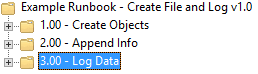 Example Runbook - Create File and Log v1.0
1.00 - Create Objects
2.00 - Append Info
3.00 - Log Data